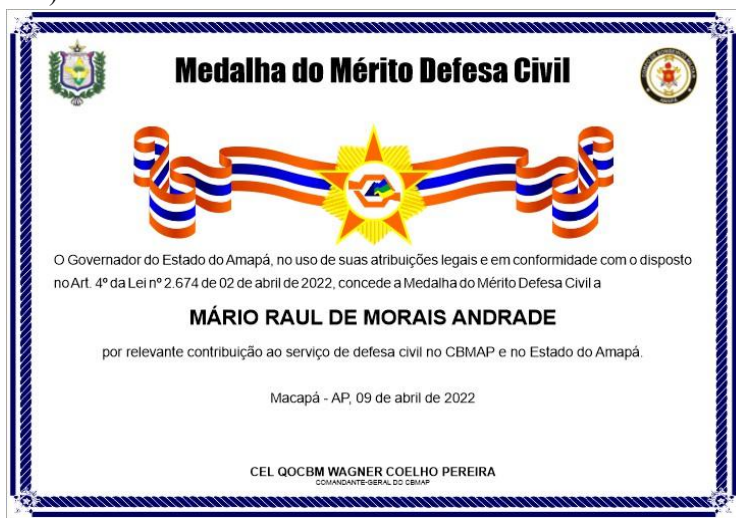 Medalha do Mérito Defesa Civil
O Governador do Estado do Amapá, no uso de suas atribuições legais e em conformidade com o disposto
no Art. 4º da Lei nº 2.674 de 02 de abril de 2022, concede a Medalha do Mérito Defesa Civil a
MÁRIO RAUL DE MORAIS ANDRADE
por relevante contribuição ao serviço de defesa civil no CBMAP e no Estado do Amapá.
Macapá - AP, 09 de abril de 2022
CEL QOCBM WAGNER COELHO PEREIRA
COMANDANTE-GERAL DO CBMAP